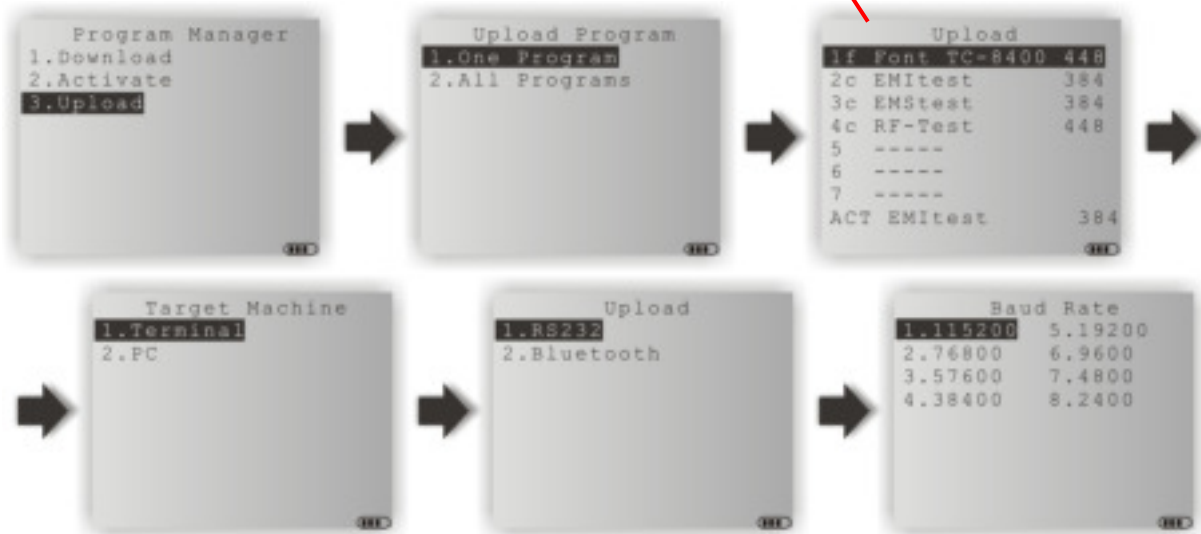 Program Manager
1.Download
2.Activate
3.Upload
Upload Program
1.One Program
2.All Programs
Upload
1f Font TC-8400 448
2c EMItest 384
3c EMStest 384
4c RF-Test 448
5 -----
6 -----
7 -----
ACT EMItest 384
Target Machine
1.Terminal
2.PC
Upload
1.RS232
2.Bluetooth
Baud Rate
1.115200 5.19200
2.76800 6.9600
3.57600 7.4800
4.38400 8.2400